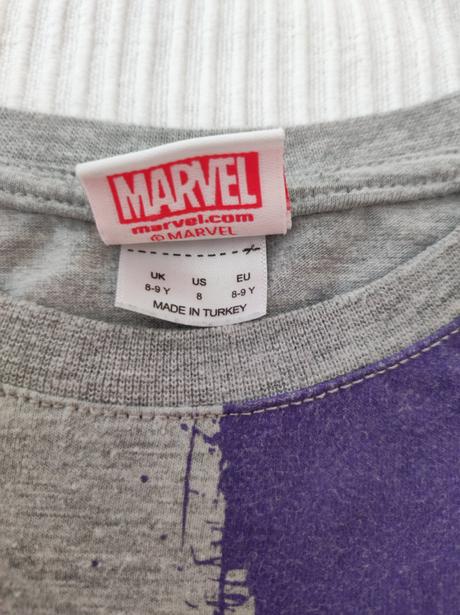 MARVEL
marvel.com
© MARVEL
UK US EU
8-9 Y 8 8-9 Y
MADE IN TURKEY